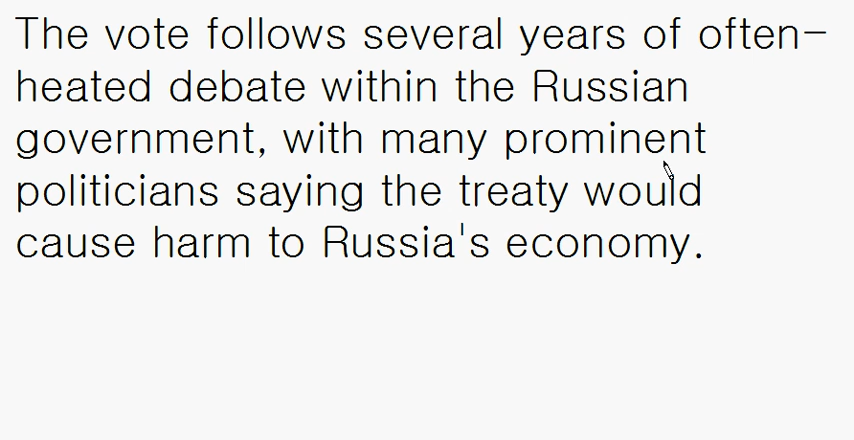 The vote follows several years of often-
heated debate within the Russian
government, with many prominent
politicians saying the treaty would
cause harm to Russia's economy.